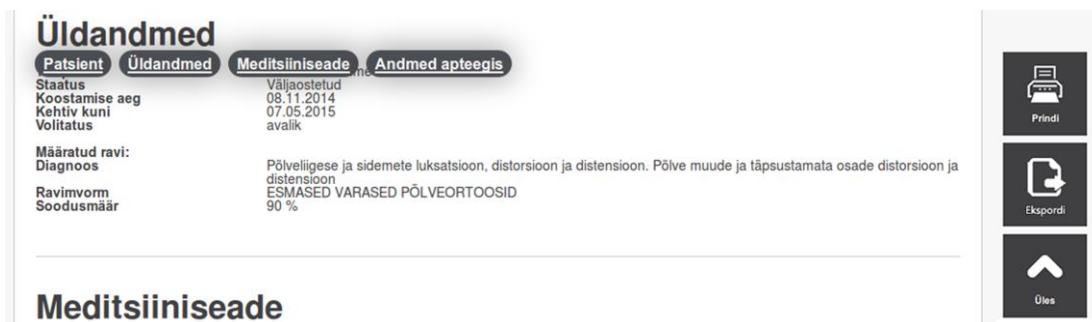 Üldandmed
Patsient Üldandmed Meditsiiniseade Andmed apteegis
Staatus Väljaostetud
Koostamise aeg 08.11.2014
Kehtiv kuni 07.05.2015
Volitatus avalik
Määratud ravi:
Diagnoos Põlveliigese ja sidemete luksatsioon, distorsioon ja distensioon. Põlve muude ja täpsustamata osade distorsioon ja
distensioon
Ravimvorm ESMASED VARASED PÕLVEORTOOSID
Soodusmäär 90 %
Meditsiiniseade
Prindi
Ekspordi
Üles